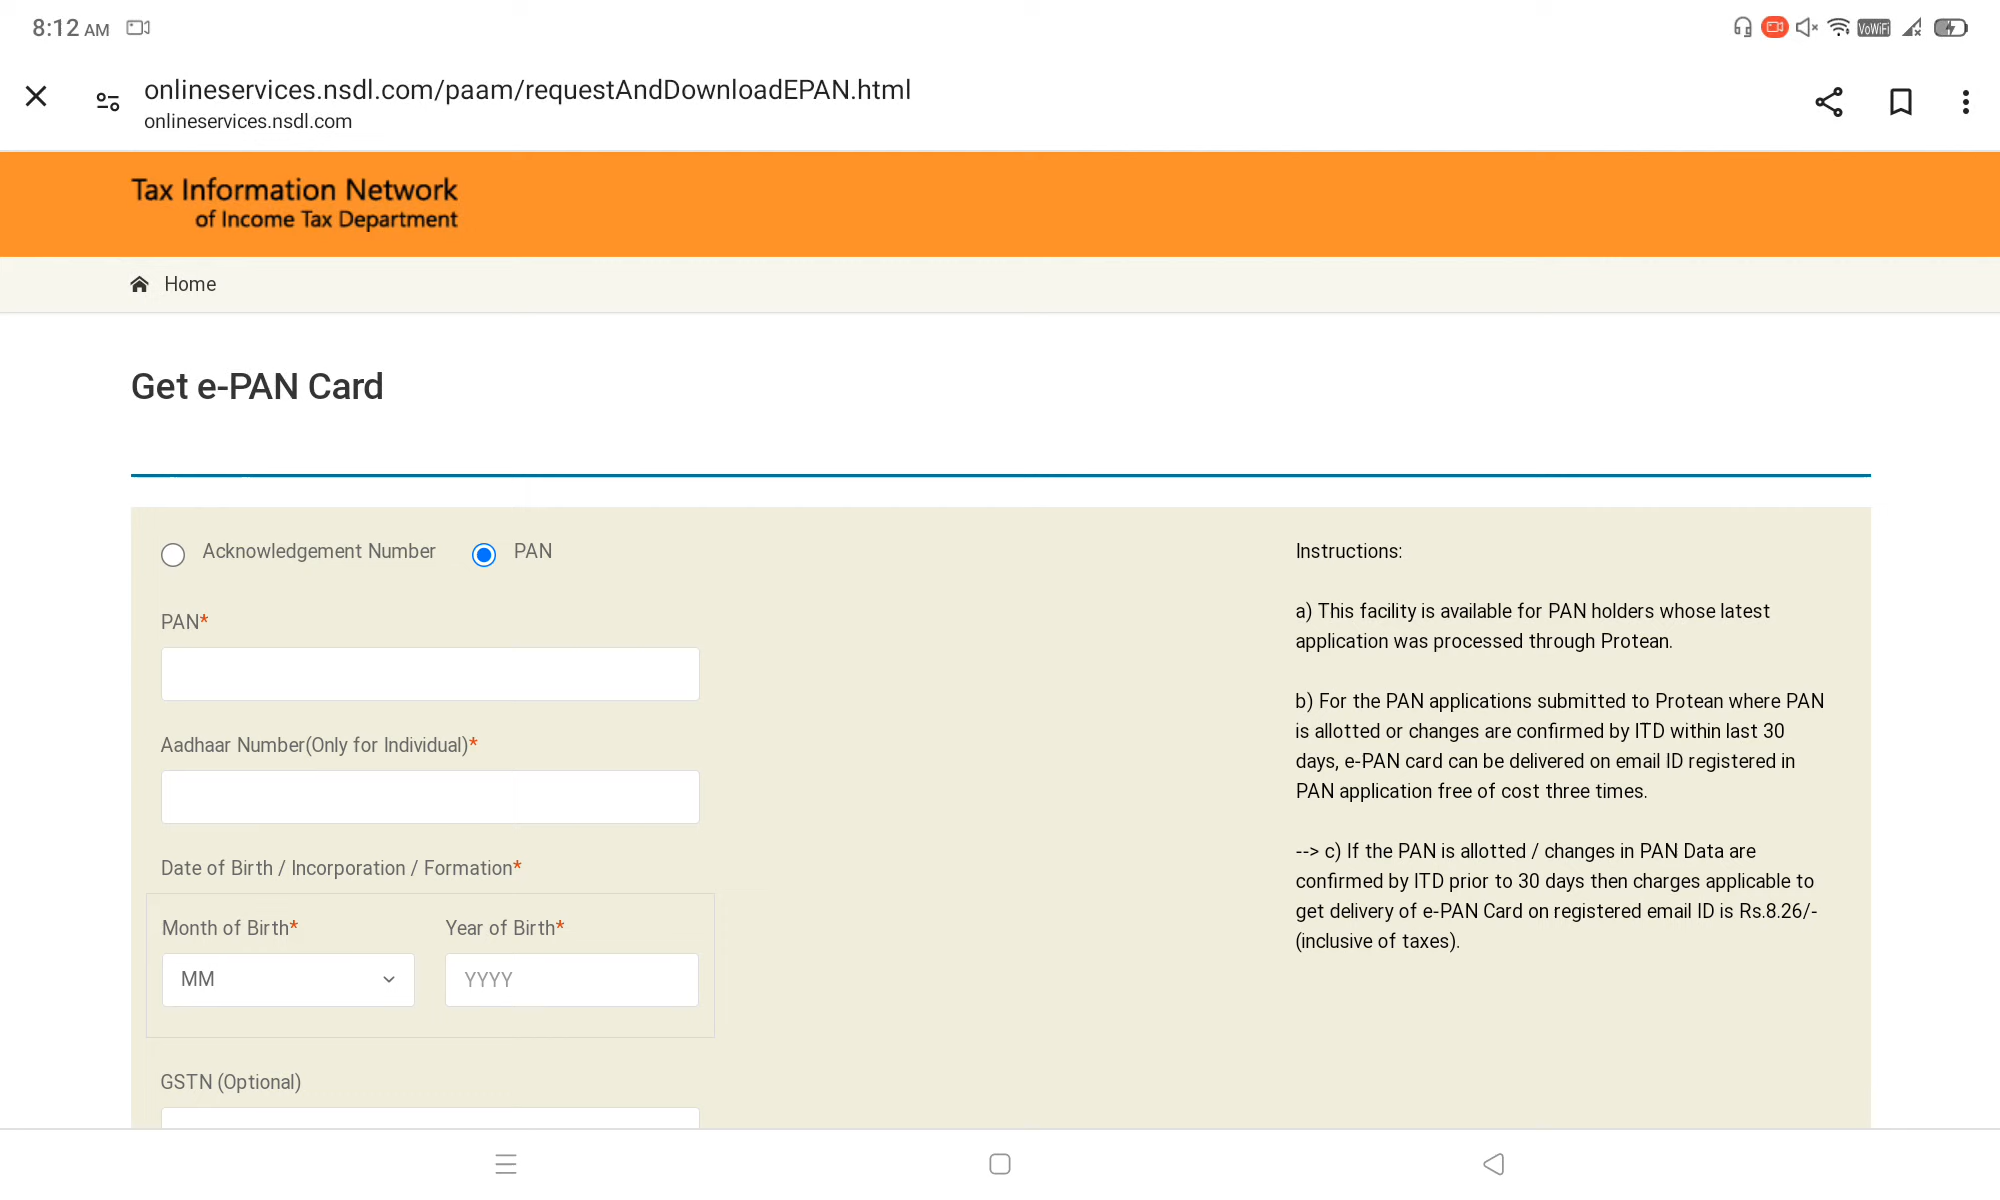 8:12 AM
VoWiFi
onlineservices.nsdl.com/paam/requestAndDownloadEPAN.html
onlineservices.nsdl.com
Tax Information Network
of Income Tax Department
Home
Get e-PAN Card
Acknowledgement Number
PAN
PAN*
Aadhaar Number(Only for Individual)*
Date of Birth / Incorporation / Formation*
Month of Birth*
Year of Birth*
MM
YYYY
GSTN (Optional)
Instructions:
a) This facility is available for PAN holders whose latest
application was processed through Protean.
b) For the PAN applications submitted to Protean where PAN
is allotted or changes are confirmed by ITD within last 30
days, e-PAN card can be delivered on email ID registered in
PAN application free of cost three times.
--> c) If the PAN is allotted / changes in PAN Data are
confirmed by ITD prior to 30 days then charges applicable to
get delivery of e-PAN Card on registered email ID is Rs.8.26/-
(inclusive of taxes).